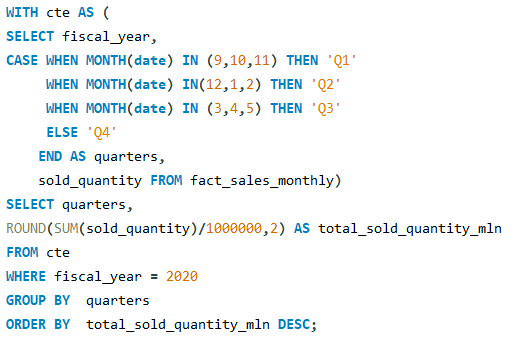 WITH cte AS (
SELECT fiscal_year,
CASE WHEN MONTH(date) IN (9,10,11) THEN 'Q1'
     WHEN MONTH(date) IN(12,1,2) THEN 'Q2'
     WHEN MONTH(date) IN (3,4,5) THEN 'Q3'
     ELSE 'Q4'
    END AS quarters,
    sold_quantity FROM fact_sales_monthly)
SELECT quarters,
ROUND(SUM(sold_quantity)/1000000,2) AS total_sold_quantity_mln
FROM cte
WHERE fiscal_year = 2020
GROUP BY  quarters
ORDER BY  total_sold_quantity_mln DESC;